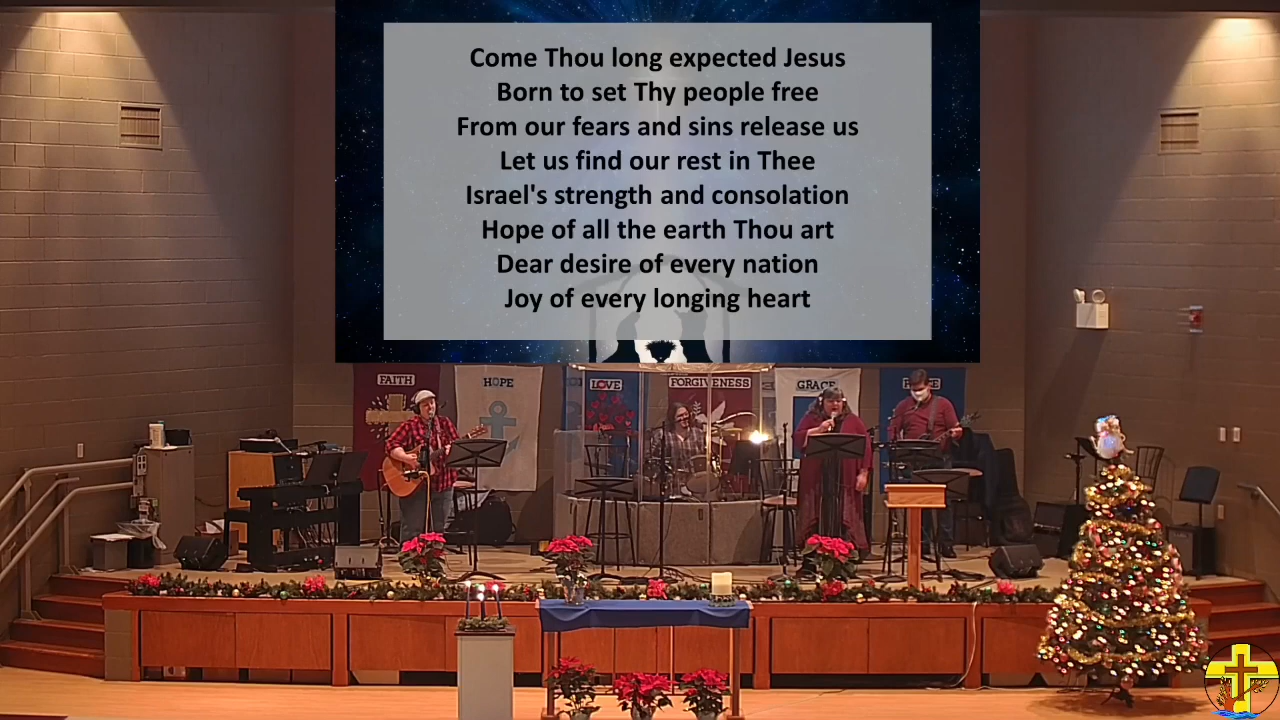 Come Thou long expected Jesus
Born to set Thy people free
From our fears and sins release us
Let us find our rest in Thee
Israel's strength and consolation
Hope of all the earth Thou art
Dear desire of every nation
Joy of every longing heart
FAITH
HOPE
LOVE
FORGIVENESS
GRACE